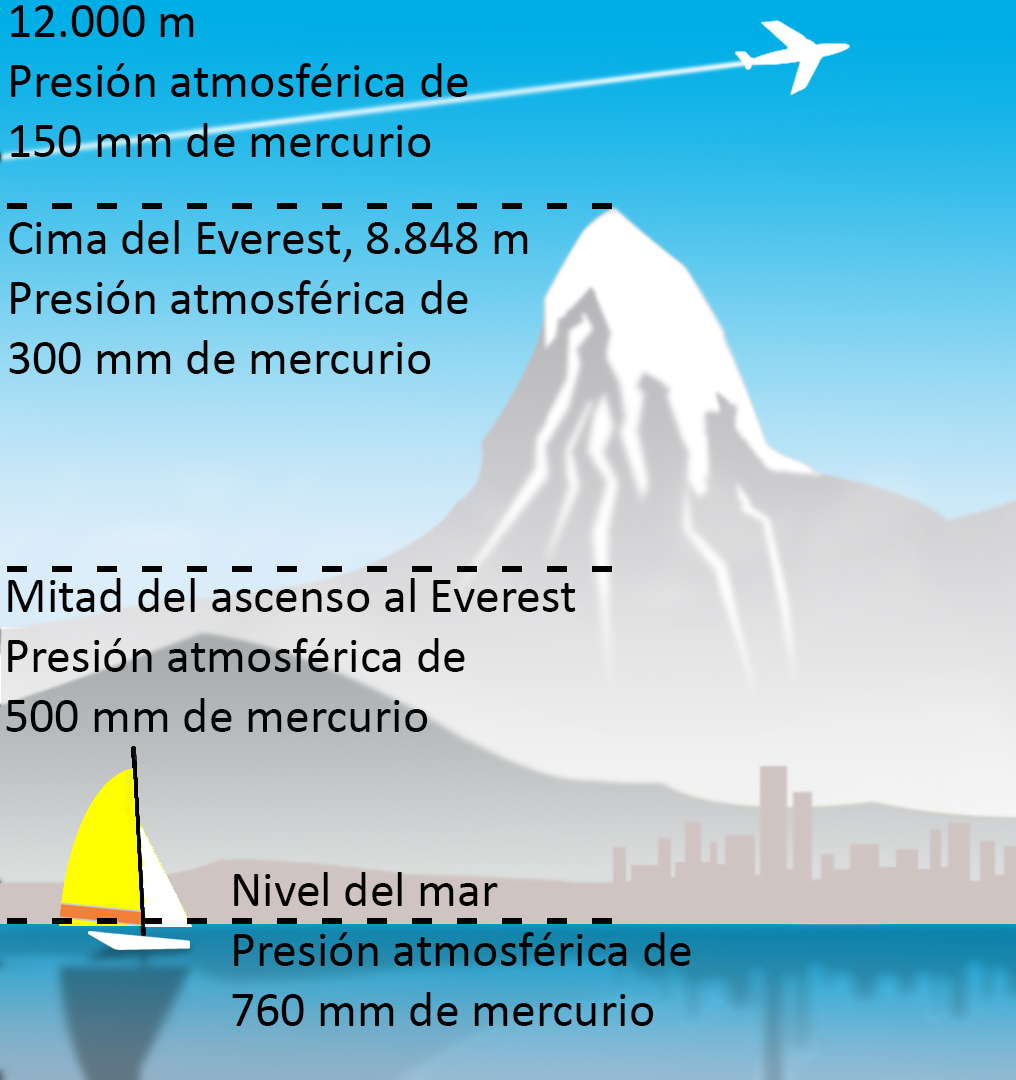 12.000 m
Presión atmosférica de
150 mm de mercurio
Cima del Everest, 8.848 m
Presión atmosférica de
300 mm de mercurio
Mitad del ascenso al Everest
Presión atmosférica de
500 mm de mercurio
Nivel del mar
Presión atmosférica de
760 mm de mercurio